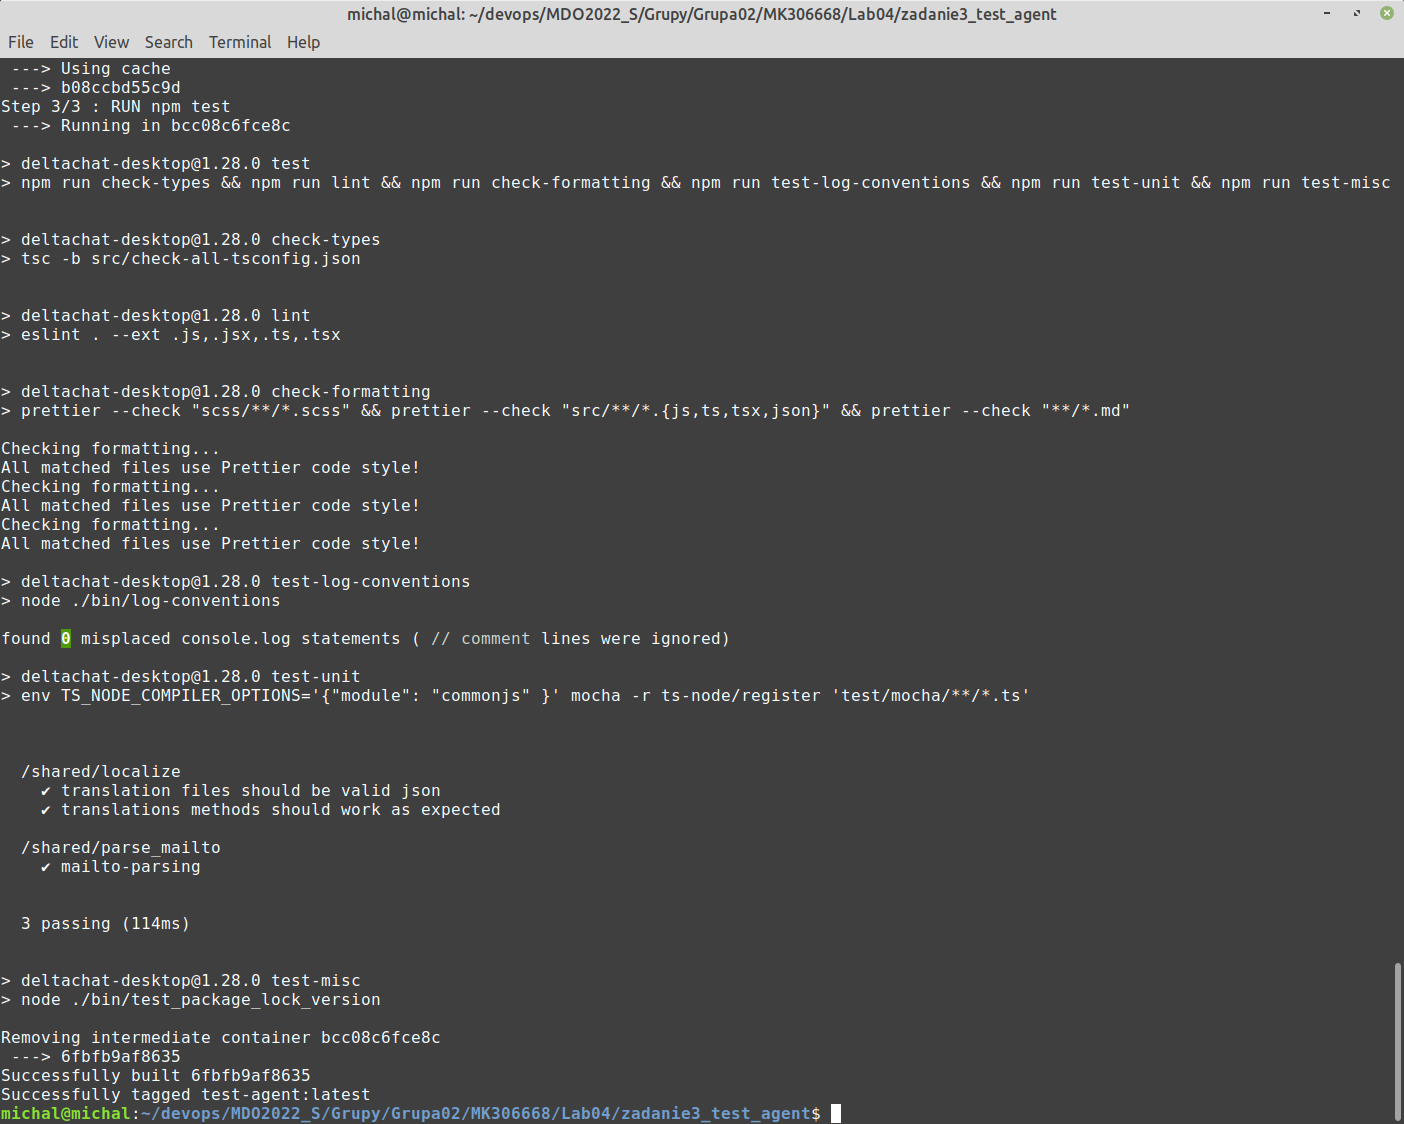 michal@michal: ~/devops/MDO2022_S/Grupy/Grupa02/MK306668/Lab04/zadanie3_test_agent
File Edit View Search Terminal Help
 ---> Using cache
 ---> b08ccbd55c9d
Step 3/3 : RUN npm test
 ---> Running in bcc08c6fce8c
> deltachat-desktop@1.28.0 test
> npm run check-types && npm run lint && npm run check-formatting && npm run test-log-conventions && npm run test-unit && npm run test-misc
> deltachat-desktop@1.28.0 check-types
> tsc -b src/check-all-tsconfig.json
> deltachat-desktop@1.28.0 lint
> eslint . --ext .js,.jsx,.ts,.tsx
> deltachat-desktop@1.28.0 check-formatting
> prettier --check "scss/**/*.scss" && prettier --check "src/**/*.{js,ts,tsx,json}" && prettier --check "**/*.md"
Checking formatting...
All matched files use Prettier code style!
Checking formatting...
All matched files use Prettier code style!
Checking formatting...
All matched files use Prettier code style!
> deltachat-desktop@1.28.0 test-log-conventions
> node ./bin/log-conventions
found 0 misplaced console.log statements ( // comment lines were ignored)
> deltachat-desktop@1.28.0 test-unit
> env TS_NODE_COMPILER_OPTIONS='{"module": "commonjs" }' mocha -r ts-node/register 'test/mocha/**/*.ts'
  /shared/localize
    ✔ translation files should be valid json
    ✔ translations methods should work as expected
  /shared/parse_mailto
    ✔ mailto-parsing
  3 passing (114ms)
> deltachat-desktop@1.28.0 test-misc
> node ./bin/test_package_lock_version
Removing intermediate container bcc08c6fce8c
 ---> 6fbfb9af8635
Successfully built 6fbfb9af8635
Successfully tagged test-agent:latest
michal@michal:~/devops/MDO2022_S/Grupy/Grupa02/MK306668/Lab04/zadanie3_test_agent$